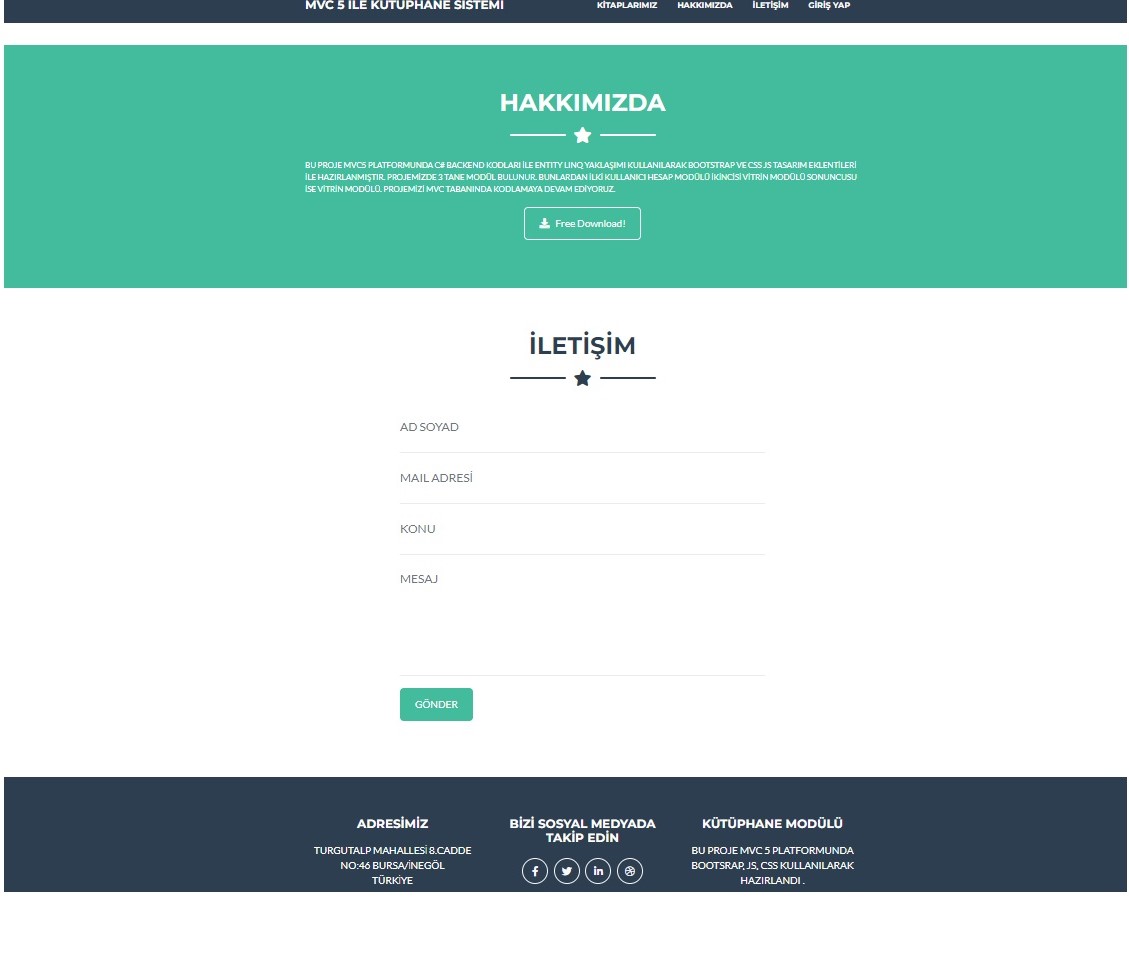 MVC 5 İLE KÜTÜPHANE SİSTEMİ
KİTAPLARIMIZ HAKKIMIZDA İLETİŞİM GİRİŞ YAP
HAKKIMIZDA
BU PROJE MVC5 PLATFORMUNDA C# BACKEND KODLARI İLE ENTITY LINQ YAKLAŞIMI KULLANILARAK BOOTSTRAP VE CSS JS TASARIM EKLENTİLERİ
İLE HAZIRLANMIŞTIR. PROJEMİZDE 3 TANE MODÜL BULUNUR. BUNLARDAN İLKİ KULLANICI HESAP MODÜLÜ İKİNCİSİ VİTRİN MODÜLÜ SONUNCUSU
İSE VİTRİN MODÜLÜ. PROJEMİZİ MVC TABANINDA KODLAMAYA DEVAM EDİYORUZ.
Free Download!
İLETİŞİM
AD SOYAD
MAIL ADRESİ
KONU
MESAJ
GÖNDER
ADRESİMİZ
TURGUTALP MAHALLESİ 8.CADDE
NO:46 BURSA/İNEGÖL
TÜRKİYE
BİZİ SOSYAL MEDYADA
TAKİP EDİN
KÜTÜPHANE MODÜLÜ
BU PROJE MVC 5 PLATFORMUNDA
BOOTSRAP, JS, CSS KULLANILARAK
HAZIRLANDI .